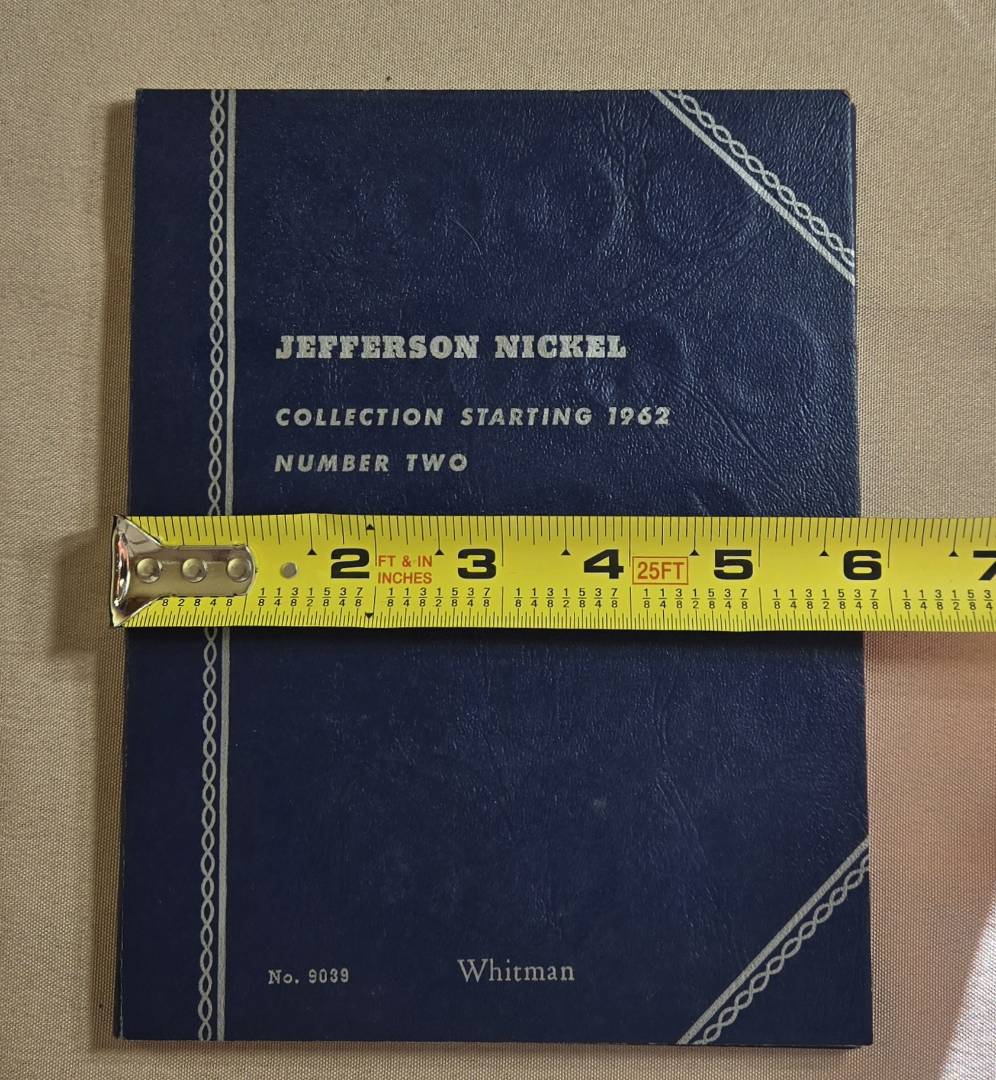 JEFFERSON NICKEL
COLLECTION STARTING 1962
NUMBER TWO
2 FT & IN 3 4 25FT 5 6 7
INCHES
No. 9039 Whitman